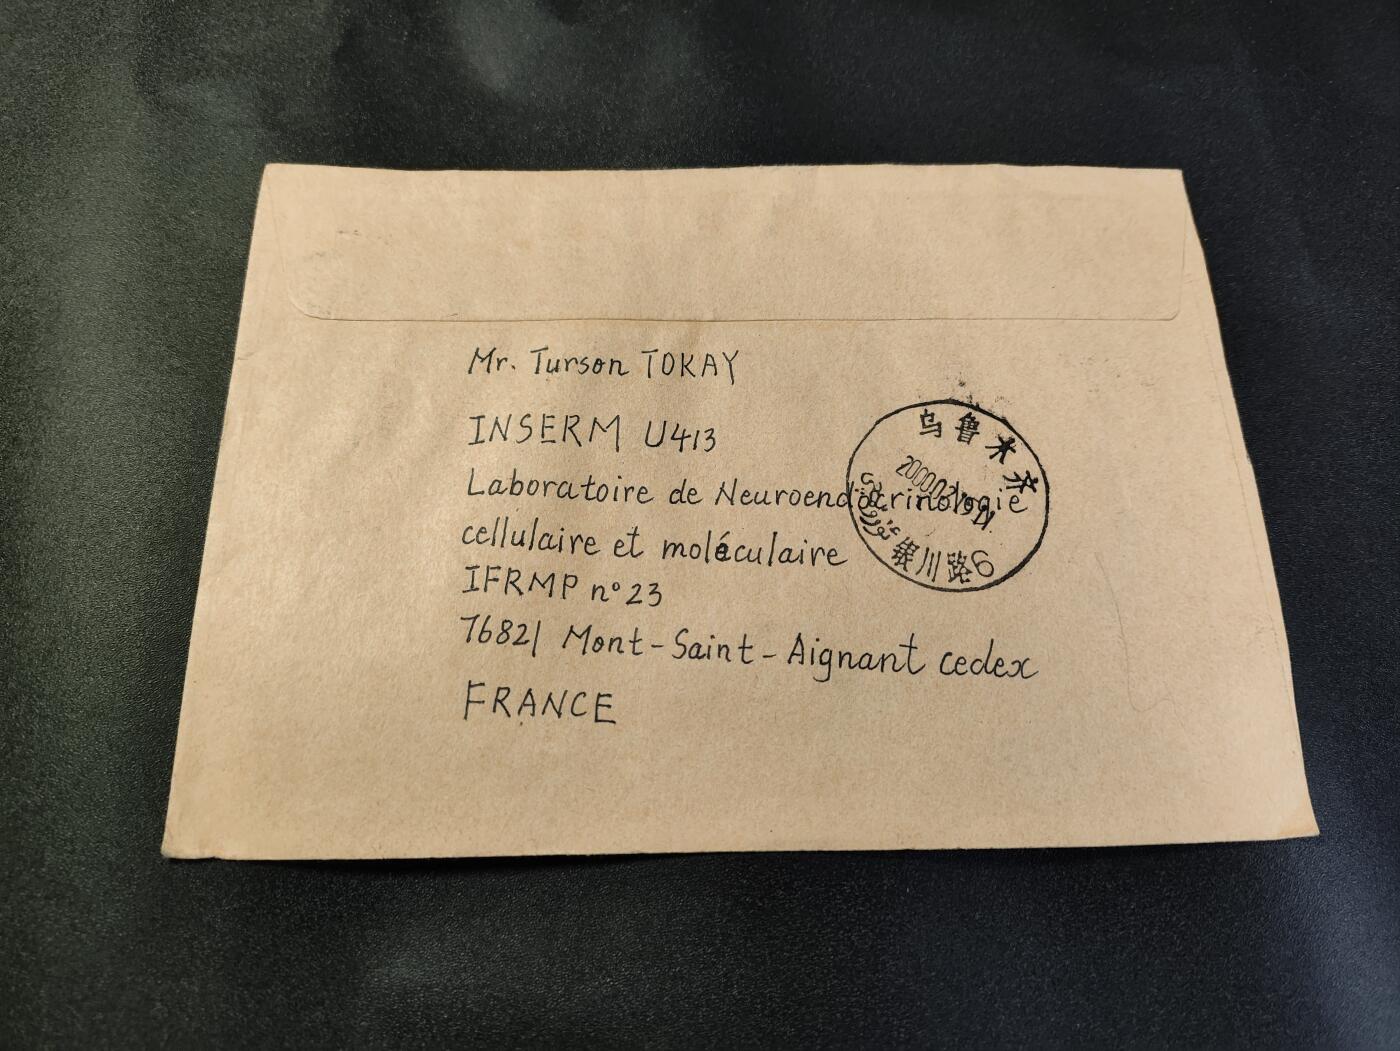 Mr. Turson TOKAY
INSERM U413
Laboratoire de Neuroendocrinologie
cellulaire et moléculaire
IFRMP n° 23
76821 Mont-Saint-Aignant cedex
FRANCE
乌鲁木齐
银川路6